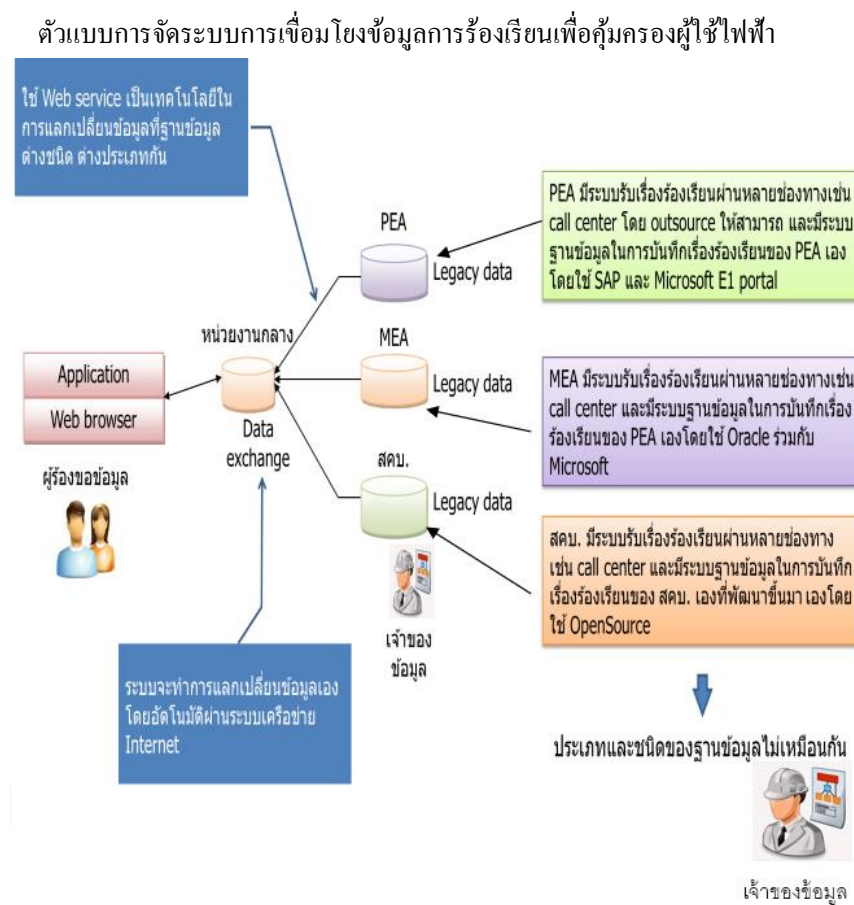 ตัวแบบการจัดระบบการเชื่อมโยงข้อมูลการร้องเรียนเพื่อคุ้มครองผู้ใช้ไฟฟ้า
ใช้ Web service เป็นเทคโนโลยีใน
การแลกเปลี่ยนข้อมูลที่ฐานข้อมูล
ต่างชนิด ต่างประเภทกัน
PEA
Legacy data
PEA มีระบบรับเรื่องร้องเรียนผ่านหลายช่องทางเช่น
call center โดย outsource ให้สามารถ และมีระบบ
ฐานข้อมูลในการบันทึกเรื่องร้องเรียนของ PEA เอง
โดยใช้ SAP และ Microsoft E1 portal
หน่วยงานกลาง
Data
exchange
Application
Web browser
ผู้ร้องขอข้อมูล
MEA
Legacy data
MEA มีระบบรับเรื่องร้องเรียนผ่านหลายช่องทางเช่น
call center และมีระบบฐานข้อมูลในการบันทึกเรื่อง
ร้องเรียนของ PEA เองโดยใช้ Oracle ร่วมกับ
Microsoft
สคบ.
Legacy data
เจ้าของ
ข้อมูล
สคบ. มีระบบรับเรื่องร้องเรียนผ่านหลายช่องทาง
เช่น call center และมีระบบฐานข้อมูลในการบันทึก
เรื่องร้องเรียนของ สคบ. เองที่พัฒนาขึ้นมา เองโดย
ใช้ OpenSource
ระบบจะทำการแลกเปลี่ยนข้อมูลเอง
โดยอัตโนมัติผ่านระบบเครือข่าย
Internet
ประเภทและชนิดของฐานข้อมูลไม่เหมือนกัน
เจ้าของข้อมูล